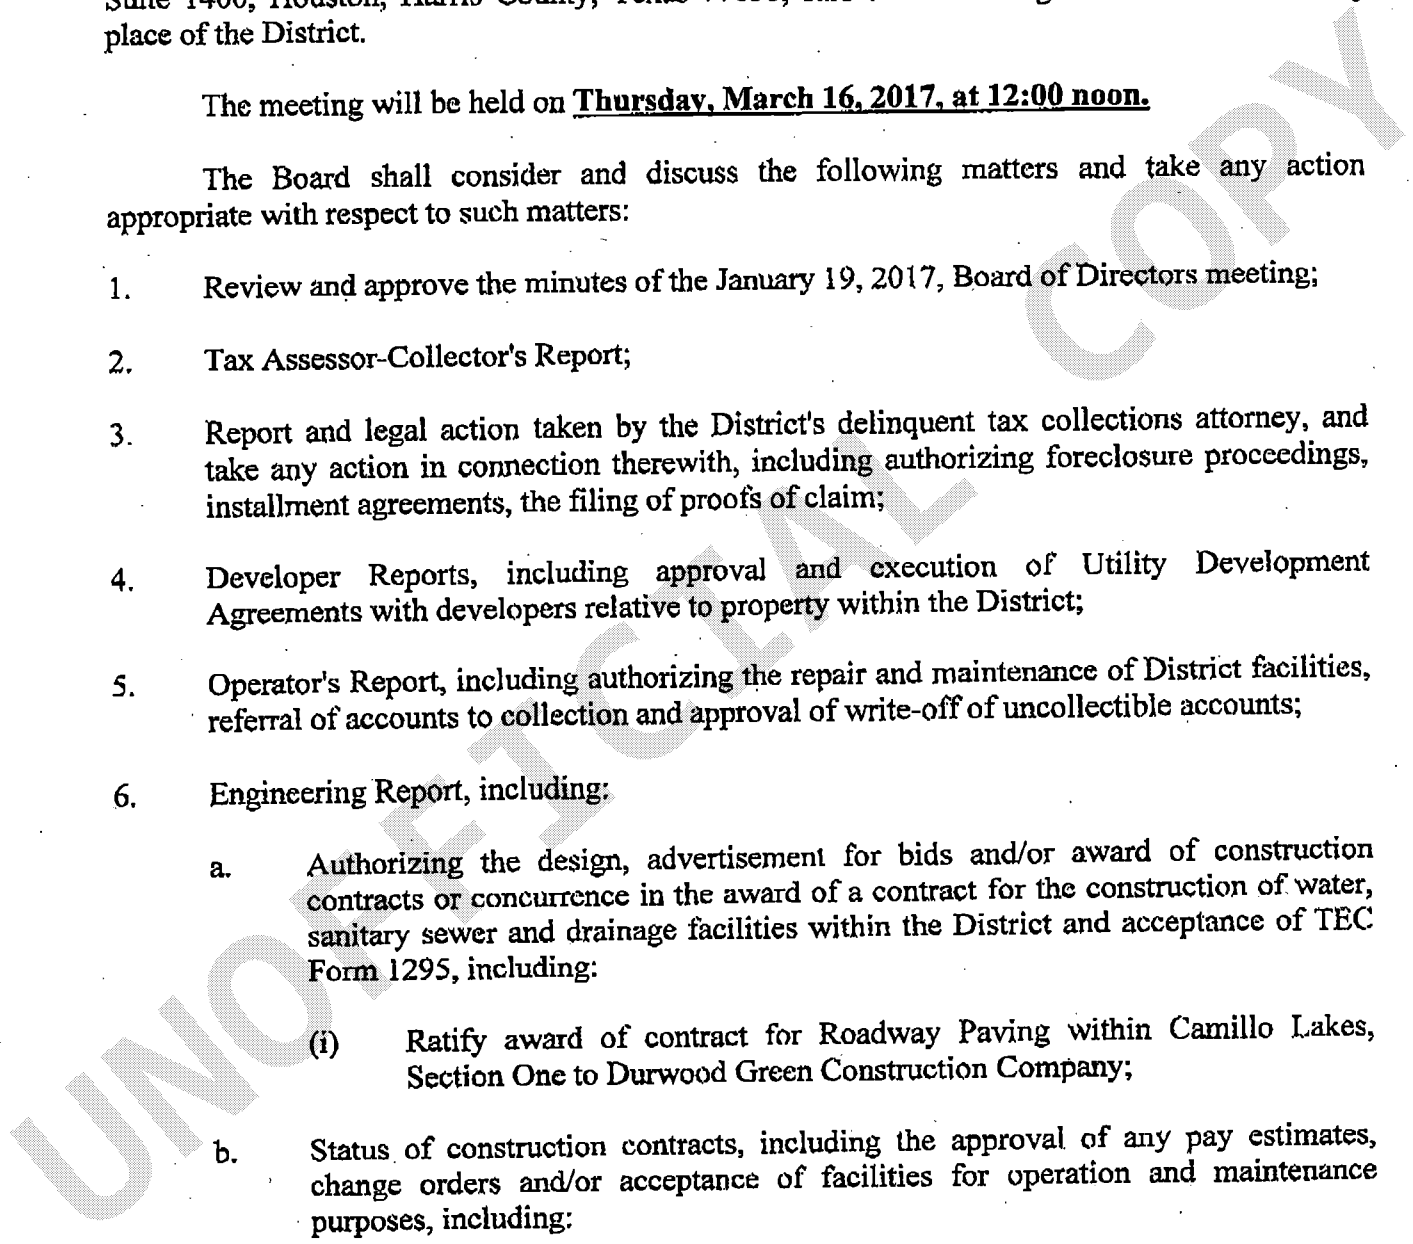 Suite 1400, Houston, Harris County, Texas
place of the District.
The meeting will be held on Thursday, March 16, 2017, at 12:00 noon.
The Board shall consider and discuss the following matters and take any action
appropriate with respect to such matters:
1. Review and approve the minutes of the January 19, 2017, Board of Directors meeting;
2. Tax Assessor-Collector's Report;
3. Report and legal action taken by the District's delinquent tax collections attorney, and
take any action in connection therewith, including authorizing foreclosure proceedings,
installment agreements, the filing of proofs of claim;
4. Developer Reports, including approval and execution of Utility Development
Agreements with developers relative to property within the District;
5. Operator's Report, including authorizing the repair and maintenance of District facilities,
referral of accounts to collection and approval of write-off of uncollectible accounts;
6. Engineering Report, including:
a. Authorizing the design, advertisement for bids and/or award of construction
contracts or concurrence in the award of a contract for the construction of water,
sanitary sewer and drainage facilities within the District and acceptance of TEC
Form 1295, including:
(i) Ratify award of contract for Roadway Paving within Camillo Lakes,
Section One to Durwood Green Construction Company;
b. Status of construction contracts, including the approval of any pay estimates,
change orders and/or acceptance of facilities for operation and maintenance
purposes, including:
UNOFFICIAL COPY